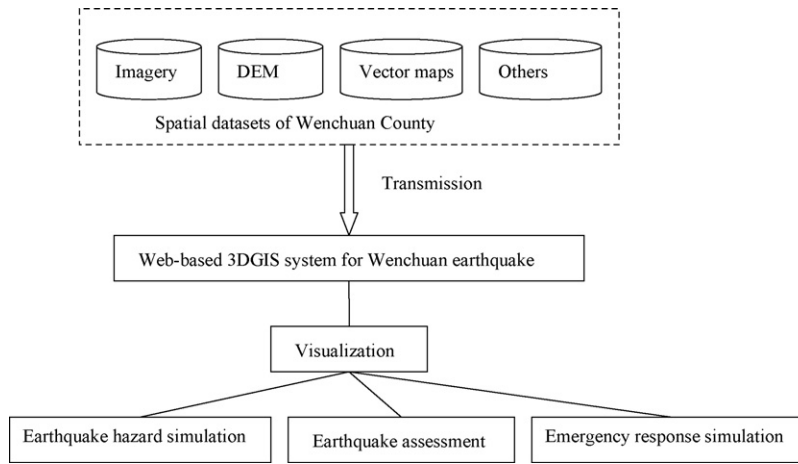 Imagery
DEM
Vector maps
Others
Spatial datasets of Wenchuan County
Transmission
Web-based 3DGIS system for Wenchuan earthquake
Visualization
Earthquake hazard simulation
Earthquake assessment
Emergency response simulation